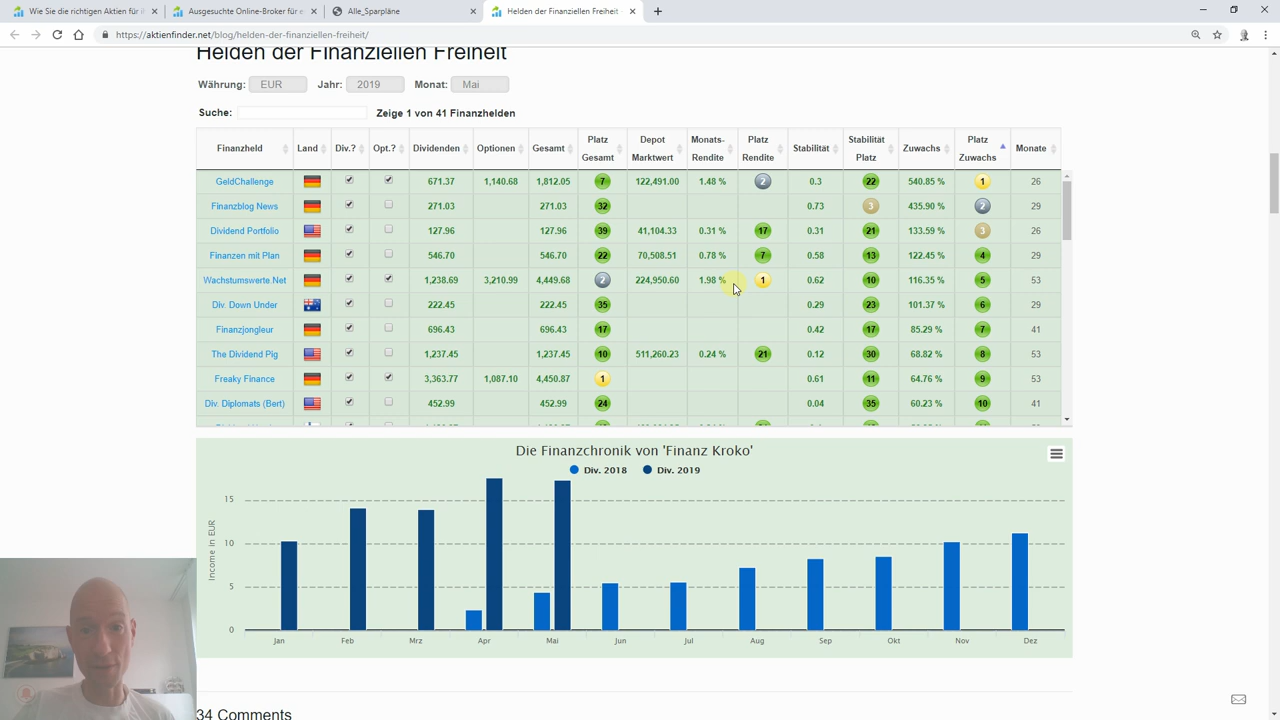 Wie Sie die richtigen Aktien für i
Ausgesuchte Online-Broker für e
Alle_Sparpläne
Helden der Finanziellen Freiheit
https://aktienfinder.net/blog/helden-der-finanziellen-freiheit/
Helden der Finanziellen Freiheit
Währung: EUR Jahr: 2019 Monat: Mai
Suche: Zeige 1 von 41 Finanzhelden
Finanzheld Land Div.? Opt.? Dividenden Optionen Gesamt Platz Gesamt Depot Marktwert Monats-Rendite Platz Rendite Stabilität Stabilität Platz Zuwachs Platz Zuwachs Monate
GeldChallenge 671.37 1,140.68 1,812.05 7 122,491.00 1.48 % 2 0.3 22 540.85 % 1 26
Finanzblog News 271.03 271.03 32 0.73 3 435.90 % 2 29
Dividend Portfolio 127.96 127.96 39 41,104.33 0.31 % 17 0.31 21 133.59 % 3 26
Finanzen mit Plan 546.70 546.70 22 70,508.51 0.78 % 7 0.58 13 122.45 % 4 29
Wachstumswerte.Net 1,238.69 3,210.99 4,449.68 2 224,950.60 1.98 % 1 0.62 10 116.35 % 5 53
Div. Down Under 222.45 222.45 35 0.29 23 101.37 % 6 29
Finanzjongleur 696.43 696.43 17 0.42 17 85.29 % 7 41
The Dividend Pig 1,237.45 1,237.45 10 511,260.23 0.24 % 21 0.12 30 68.82 % 8 53
Freaky Finance 3,363.77 1,087.10 4,450.87 1 0.61 11 64.76 % 9 53
Div. Diplomats (Bert) 452.99 452.99 24 0.04 35 60.23 % 10 41
Die Finanzchronik von 'Finanz Kroko'
Div. 2018 Div. 2019
Income in EUR
15
10
5
0
Jan Feb Mrz Apr Mai Jun Jul Aug Sep Okt Nov Dez
34 Comments